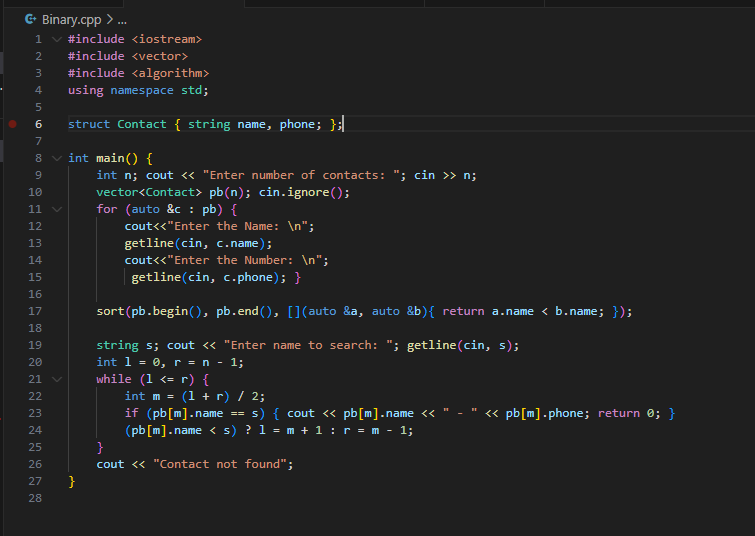 Binary.cpp > ...
1 #include <iostream>
2 #include <vector>
3 #include <algorithm>
4 using namespace std;
5
6 struct Contact { string name, phone; };
7
8 int main() {
9     int n; cout << "Enter number of contacts: "; cin >> n;
10     vector<Contact> pb(n); cin.ignore();
11     for (auto &c : pb) {
12         cout<<"Enter the Name: \n";
13         getline(cin, c.name);
14         cout<<"Enter the Number: \n";
15          getline(cin, c.phone); }
16
17     sort(pb.begin(), pb.end(), [](auto &a, auto &b){ return a.name < b.name; });
18
19     string s; cout << "Enter name to search: "; getline(cin, s);
20     int l = 0, r = n - 1;
21     while (l <= r) {
22         int m = (l + r) / 2;
23         if (pb[m].name == s) { cout << pb[m].name << " - " << pb[m].phone; return 0; }
24         (pb[m].name < s) ? l = m + 1 : r = m - 1;
25     }
26     cout << "Contact not found";
27 }
28